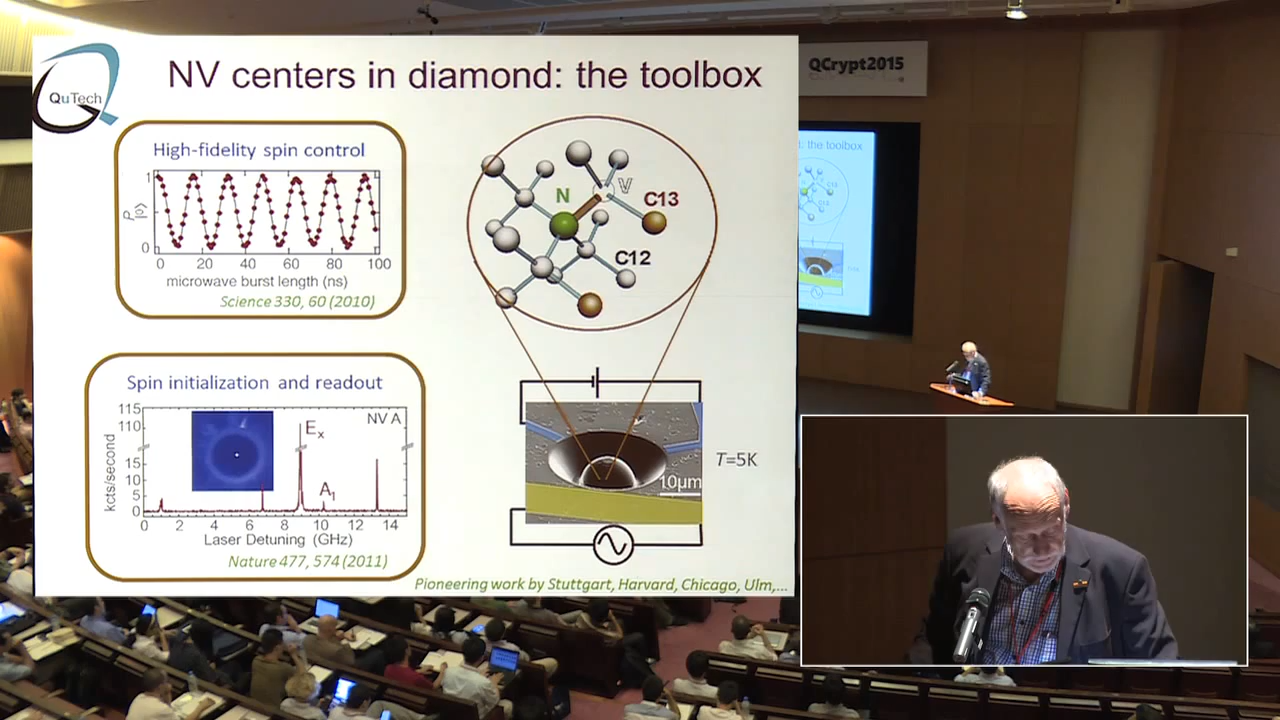 QuTech
NV centers in diamond: the toolbox
High-fidelity spin control
1
P|0⟩
0
0 20 40 60 80 100
microwave burst length (ns)
Science 330, 60 (2010)
Spin initialization and readout
115
110
15
10
5
0
kcts/second
NV A
Ex
A1
0 2 4 6 8 10 12 14
Laser Detuning (GHz)
Nature 477, 574 (2011)
N
V
C13
C12
T=5K
10μm
Pioneering work by Stuttgart, Harvard, Chicago, Ulm,...
QCrypt2015
: the toolbox